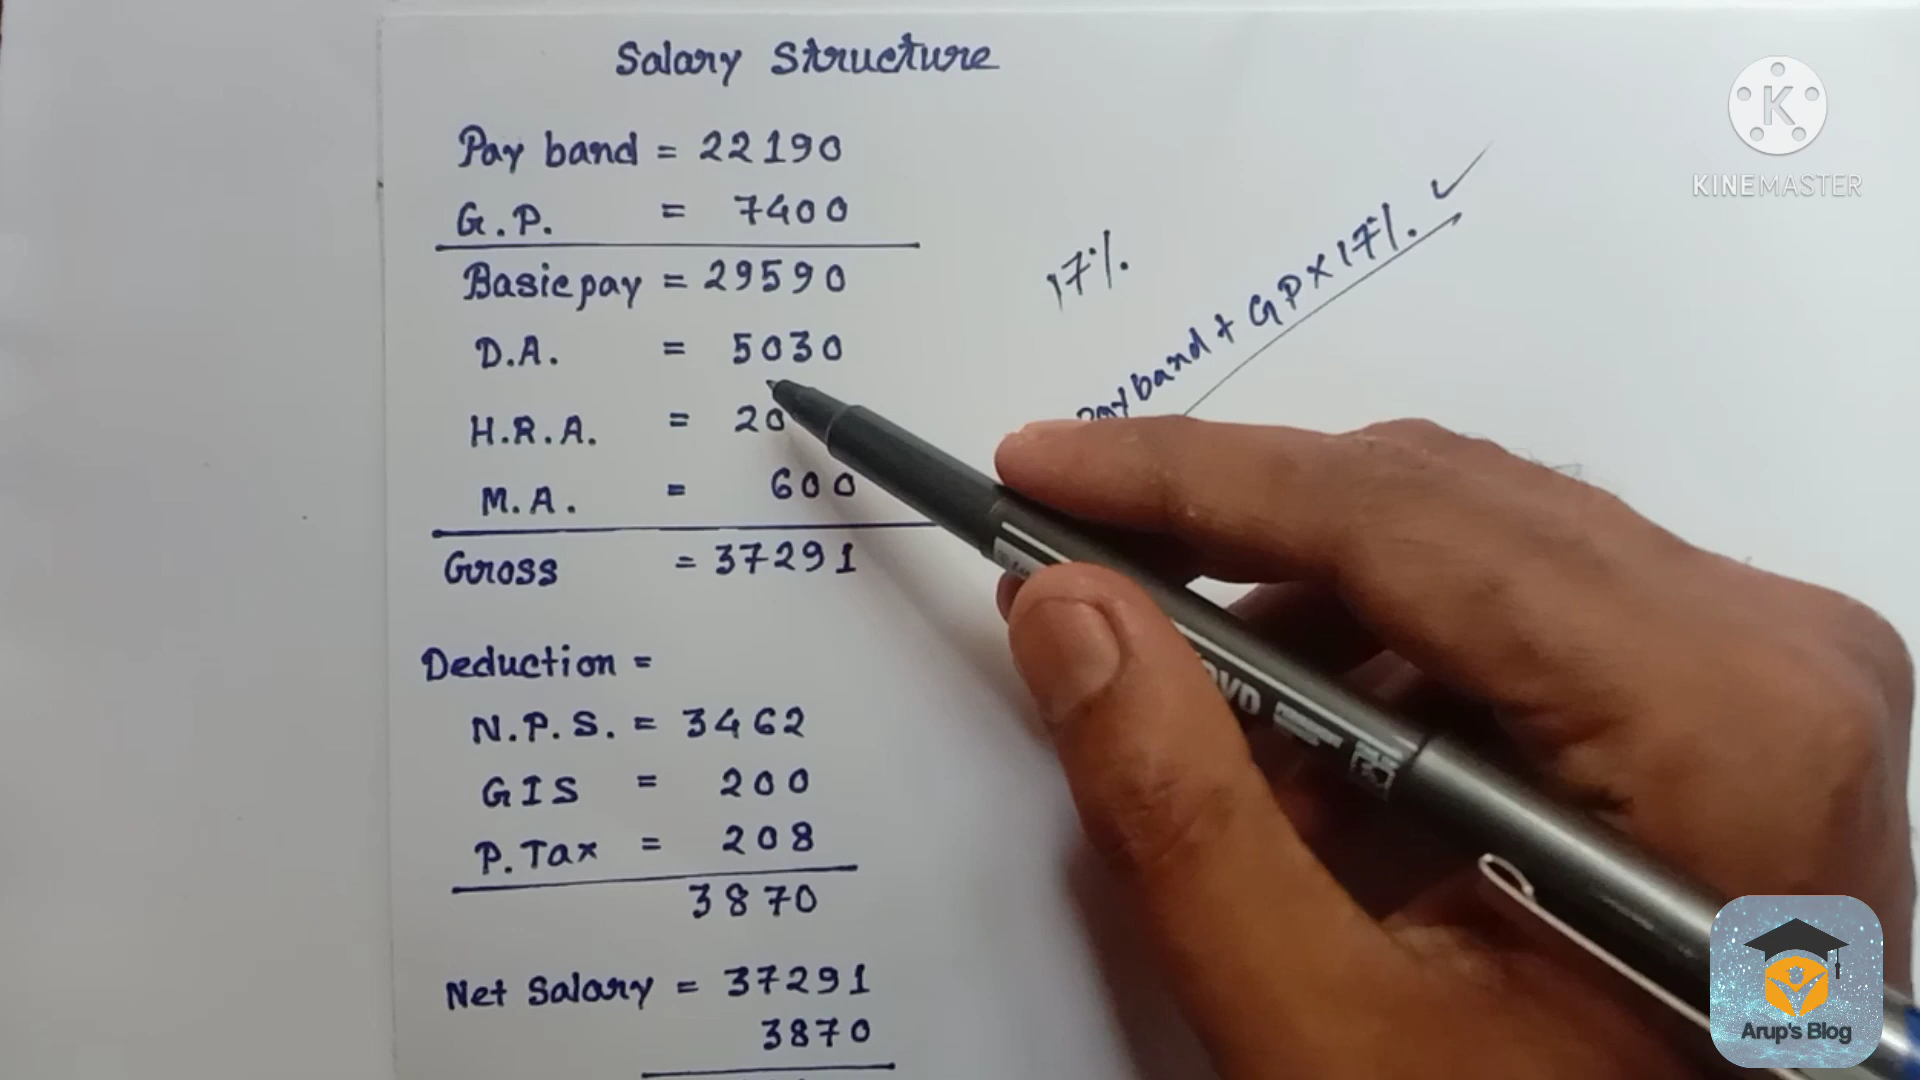 Salary Structure
Pay band = 22190
G.P. = 7400
Basic pay = 29590
D.A. = 5030
H.R.A. = 20
M.A. = 600
Gross = 37291
Deduction =
N.P.S. = 3462
GIS = 200
P.Tax = 208
3870
Net Salary = 37291
3870
17%.
Pay band + GP x 17%.
KINEMASTER
Arup's Blog